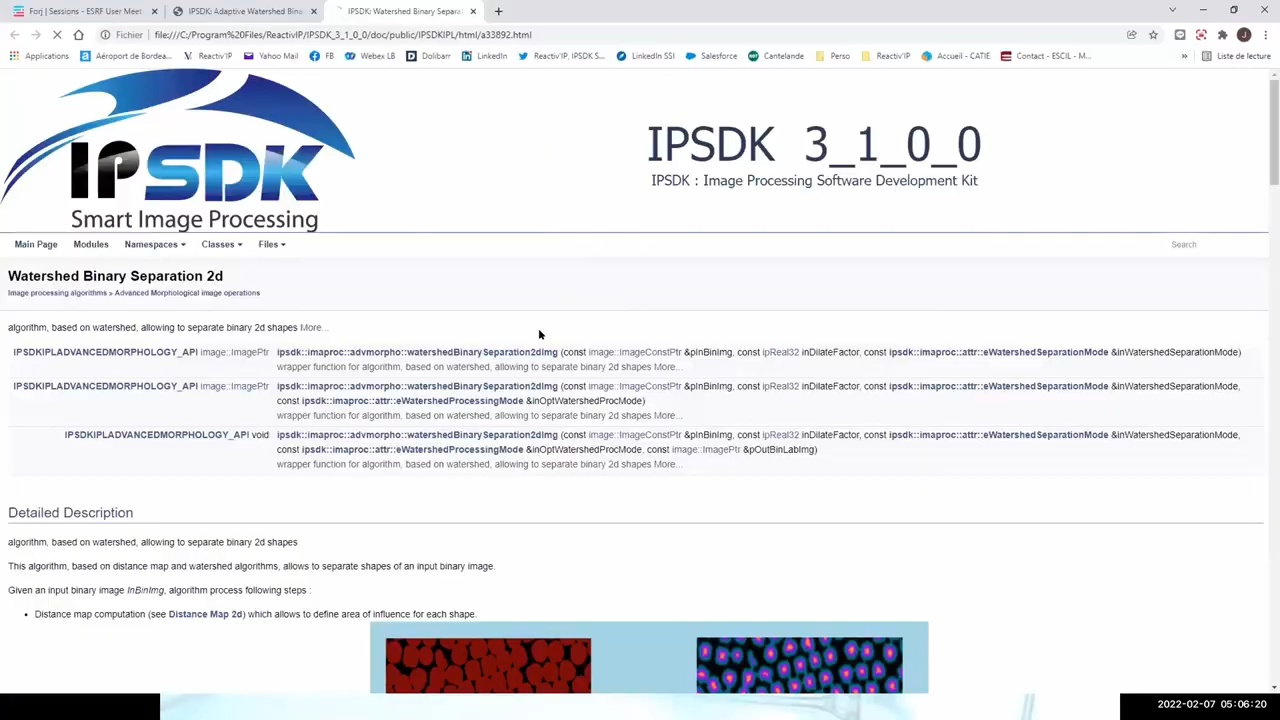 Forj | Sessions - ESRF User Meet
IPSDK: Adaptive Watershed Bino
IPSDK: Watershed Binary Separat
Fichier
file:///C:/Program%20Files/ReactivIP/IPSDK_3_1_0_0/doc/public/IPSDKIPL/html/a33892.html
J
Applications
Aéroport de Bordea...
ReactivIP
Yahoo Mail
FB
Webex LB
Dolibarr
LinkedIn
Reactiv'IP, IPSDK S...
LinkedIn SSI
Salesforce
Cantelande
Perso
Reactiv'IP
Accueil - CATIE
Contact - ESCIL - M...
»
Liste de lecture
IPSDK
Smart Image Processing
IPSDK 3_1_0_0
IPSDK : Image Processing Software Development Kit
Main Page Modules Namespaces Classes Files Search
Watershed Binary Separation 2d
Image processing algorithms » Advanced Morphological image operations
algorithm, based on watershed, allowing to separate binary 2d shapes More...
IPSDKIPLADVANCEDMORPHOLOGY_API image::ImagePtr ipsdk::imaproc::advmorpho::watershedBinarySeparation2dImg (const image::ImageConstPtr &pInBinImg, const ipReal32 inDilateFactor, const ipsdk::imaproc::attr::eWatershedSeparationMode &inWatershedSeparationMode)
wrapper function for algorithm, based on watershed, allowing to separate binary 2d shapes More...
IPSDKIPLADVANCEDMORPHOLOGY_API image::ImagePtr ipsdk::imaproc::advmorpho::watershedBinarySeparation2dImg (const image::ImageConstPtr &pInBinImg, const ipReal32 inDilateFactor, const ipsdk::imaproc::attr::eWatershedSeparationMode &inWatershedSeparationMode,
const ipsdk::imaproc::attr::eWatershedProcessingMode &inOptWatershedProcMode)
wrapper function for algorithm, based on watershed, allowing to separate binary 2d shapes More...
IPSDKIPLADVANCEDMORPHOLOGY_API void ipsdk::imaproc::advmorpho::watershedBinarySeparation2dImg (const image::ImageConstPtr &pInBinImg, const ipReal32 inDilateFactor, const ipsdk::imaproc::attr::eWatershedSeparationMode &inWatershedSeparationMode,
const ipsdk::imaproc::attr::eWatershedProcessingMode &inOptWatershedProcMode, const image::ImagePtr &pOutBinLabImg)
wrapper function for algorithm, based on watershed, allowing to separate binary 2d shapes More...
Detailed Description
algorithm, based on watershed, allowing to separate binary 2d shapes
This algorithm, based on distance map and watershed algorithms, allows to separate shapes of an input binary image.
Given an input binary image InBinImg, algorithm process following steps :
• Distance map computation (see Distance Map 2d) which allows to define area of influence for each shape.
2022-02-07 05:06:20